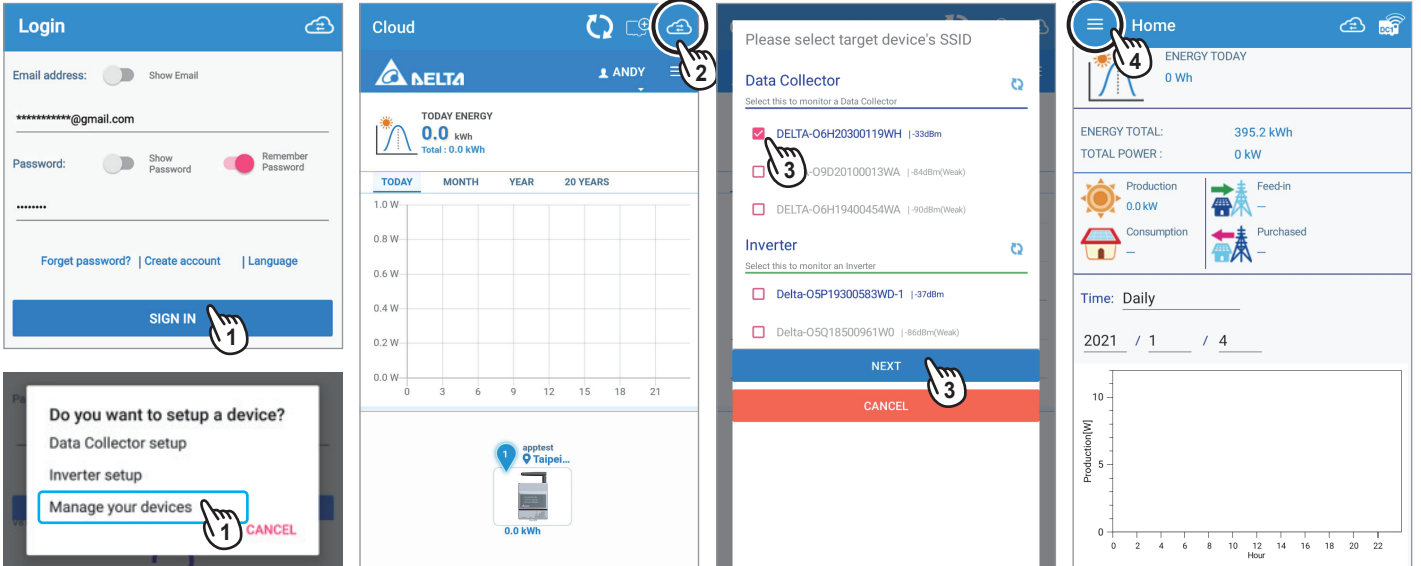 Login
Email address:
Show Email
***********@gmail.com
Password:
Show Password
Remember Password
••••••••
Forget password? | Create account | Language
SIGN IN
1
Pa
Do you want to setup a device?
Data Collector setup
Inverter setup
Manage your devices
1
CANCEL
Cloud
2
DELTA
ANDY
TODAY ENERGY
0.0 kWh
Total : 0.0 kWh
TODAY MONTH YEAR 20 YEARS
1.0 W
0.8 W
0.6 W
0.4 W
0.2 W
0.0 W
0 3 6 9 12 15 18 21
1
apptest
Taipei...
0.0 kWh
Please select target device's SSID
Data Collector
Select this to monitor a Data Collector
DELTA-O6H20300119WH |-33dBm
3
A-O9D20100013WA |-84dBm(Weak)
DELTA-O6H19400454WA |-90dBm(Weak)
Inverter
Select this to monitor an Inverter
Delta-O5P19300583WD-1 |-37dBm
Delta-O5Q18500961W0 |-86dBm(Weak)
NEXT
3
CANCEL
Home
DC1
4
ENERGY TODAY
0 Wh
ENERGY TOTAL: 395.2 kWh
TOTAL POWER : 0 kW
Production
0.0 kW
Feed-in
--
Consumption
--
Purchased
--
Time: Daily
2021 / 1 / 4
Production[W]
10
5
0
0 2 4 6 8 10 12 14 16 18 20 22
Hour